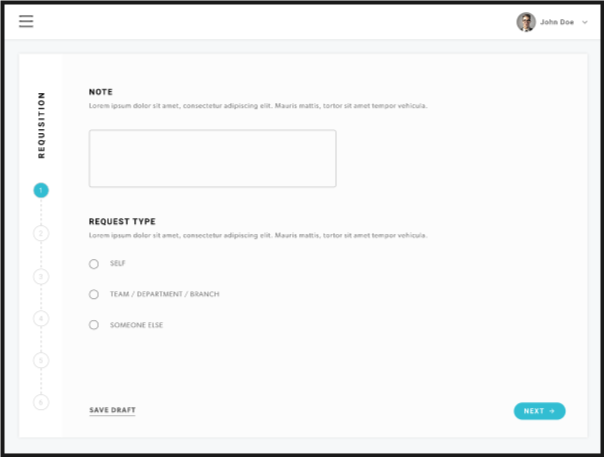 John Doe
REQUISITION
1
2
3
4
5
6
NOTE
Lorem ipsum dolor sit amet, consectetur adipiscing elit. Mauris mattis, tortor sit amet tempor vehicula.
REQUEST TYPE
Lorem ipsum dolor sit amet, consectetur adipiscing elit. Mauris mattis, tortor sit amet tempor vehicula.
SELF
TEAM / DEPARTMENT / BRANCH
SOMEONE ELSE
SAVE DRAFT
NEXT →